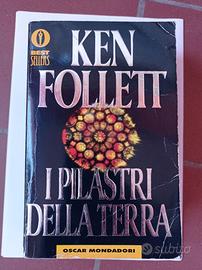 BEST
SELLERS
KEN
FOLLETT
I PILASTRI
DELLA TERRA
OSCAR MONDADORI
subito